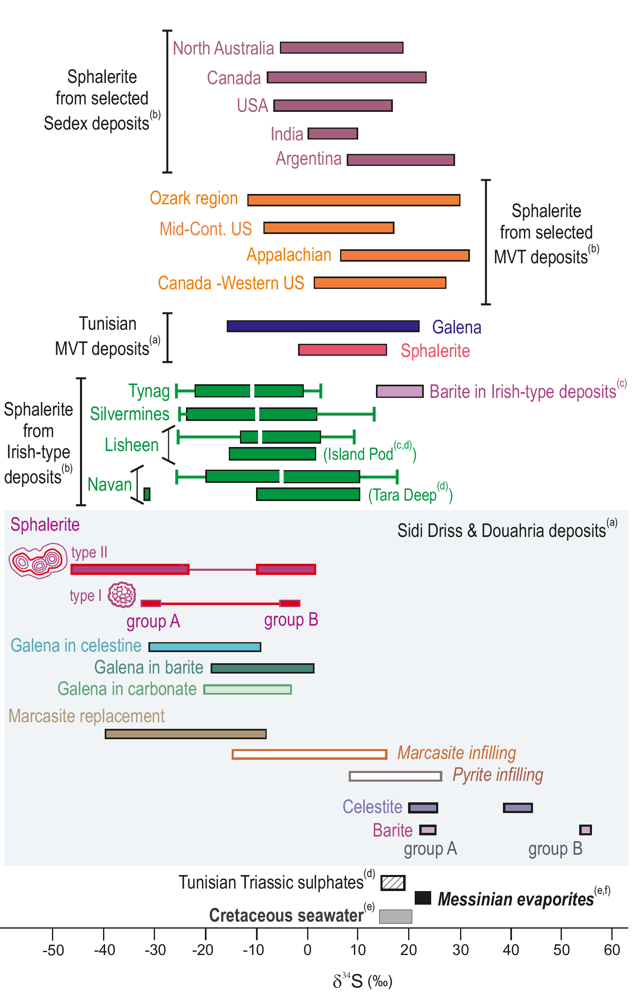 North Australia
Canada
USA
India
Argentina
Sphalerite
from selected
Sedex deposits(b)
Ozark region
Mid-Cont. US
Appalachian
Canada -Western US
Sphalerite
from selected
MVT deposits(b)
Tunisian
MVT deposits(a)
Galena
Sphalerite
Tynag
Barite in Irish-type deposits(c)
Silvermines
Lisheen
(Island Pod(c,d))
Navan
(Tara Deep(d))
Sphalerite
from
Irish-type
deposits(b)
Sphalerite
Sidi Driss & Douahria deposits(a)
type II
type I
group A
group B
Galena in celestine
Galena in barite
Galena in carbonate
Marcasite replacement
Marcasite infilling
Pyrite infilling
Celestite
Barite
group A
group B
Tunisian Triassic sulphates(d)
Messinian evaporites(e,f)
Cretaceous seawater(e)
-50 -40 -30 -20 -10 0 10 20 30 40 50 60
δ34S (‰)